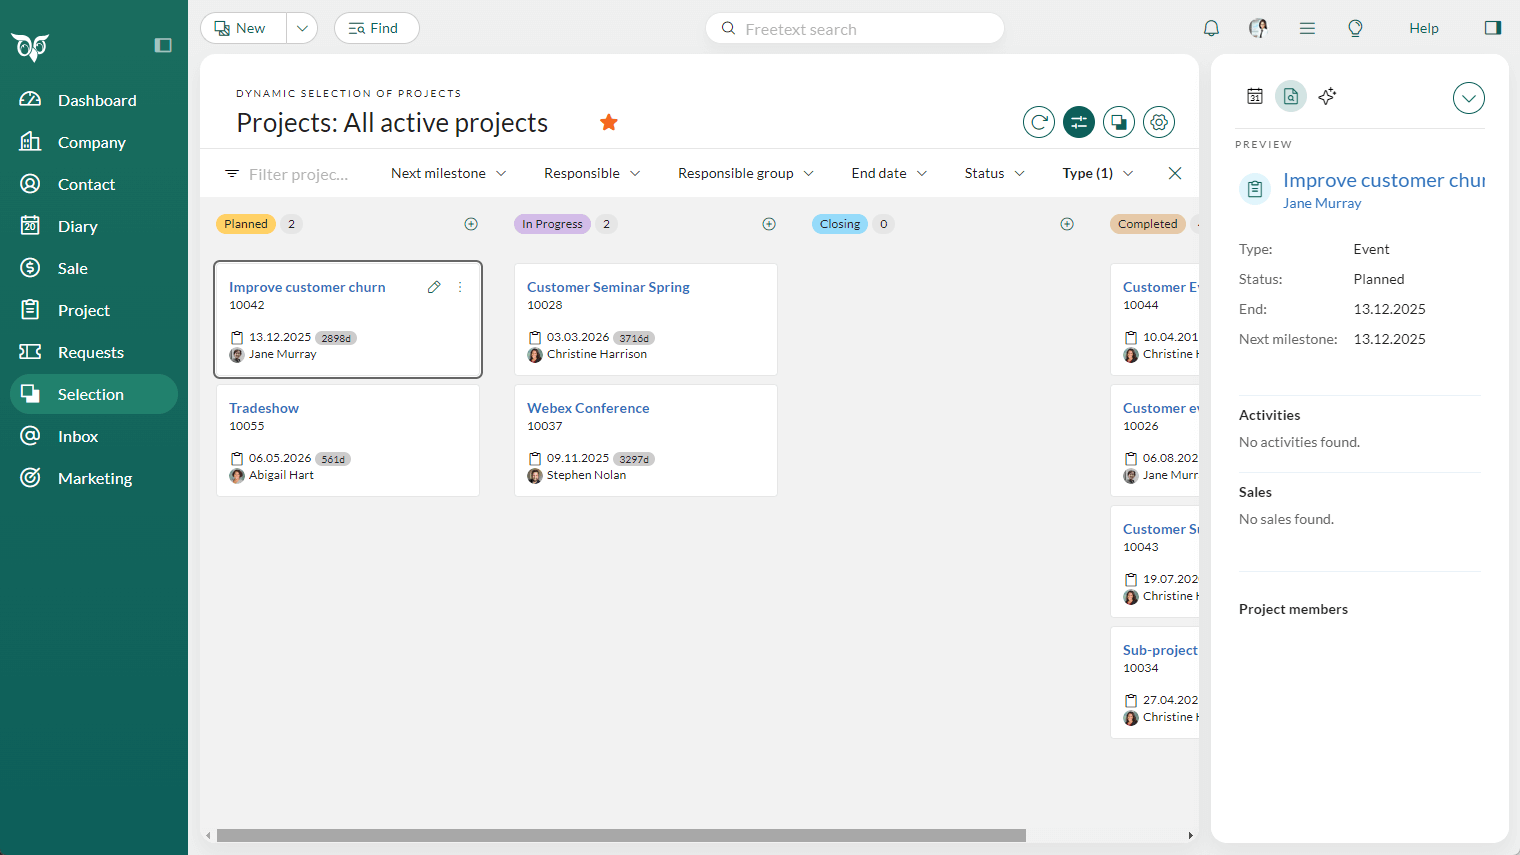 New
Find
Freetext search
Help
Dashboard
Company
Contact
20
Diary
Sale
Project
Requests
Selection
Inbox
Marketing
DYNAMIC SELECTION OF PROJECTS
Projects: All active projects
Filter projec...
Next milestone
Responsible
Responsible group
End date
Status
Type (1)
Planned 2
Improve customer churn
10042
13.12.2025 2898d
Jane Murray
Tradeshow
10055
06.05.2026 561d
Abigail Hart
In Progress 2
Customer Seminar Spring
10028
03.03.2026 3716d
Christine Harrison
Webex Conference
10037
09.11.2025 3297d
Stephen Nolan
Closing 0
Completed
Customer E
10044
10.04.201
Christine
Customer e
10026
06.08.202
Jane Mur
Customer S
10043
19.07.202
Christine
Sub-project
10034
27.04.202
Christine
31
PREVIEW
Improve customer chur
Jane Murray
Type: Event
Status: Planned
End: 13.12.2025
Next milestone: 13.12.2025
Activities
No activities found.
Sales
No sales found.
Project members